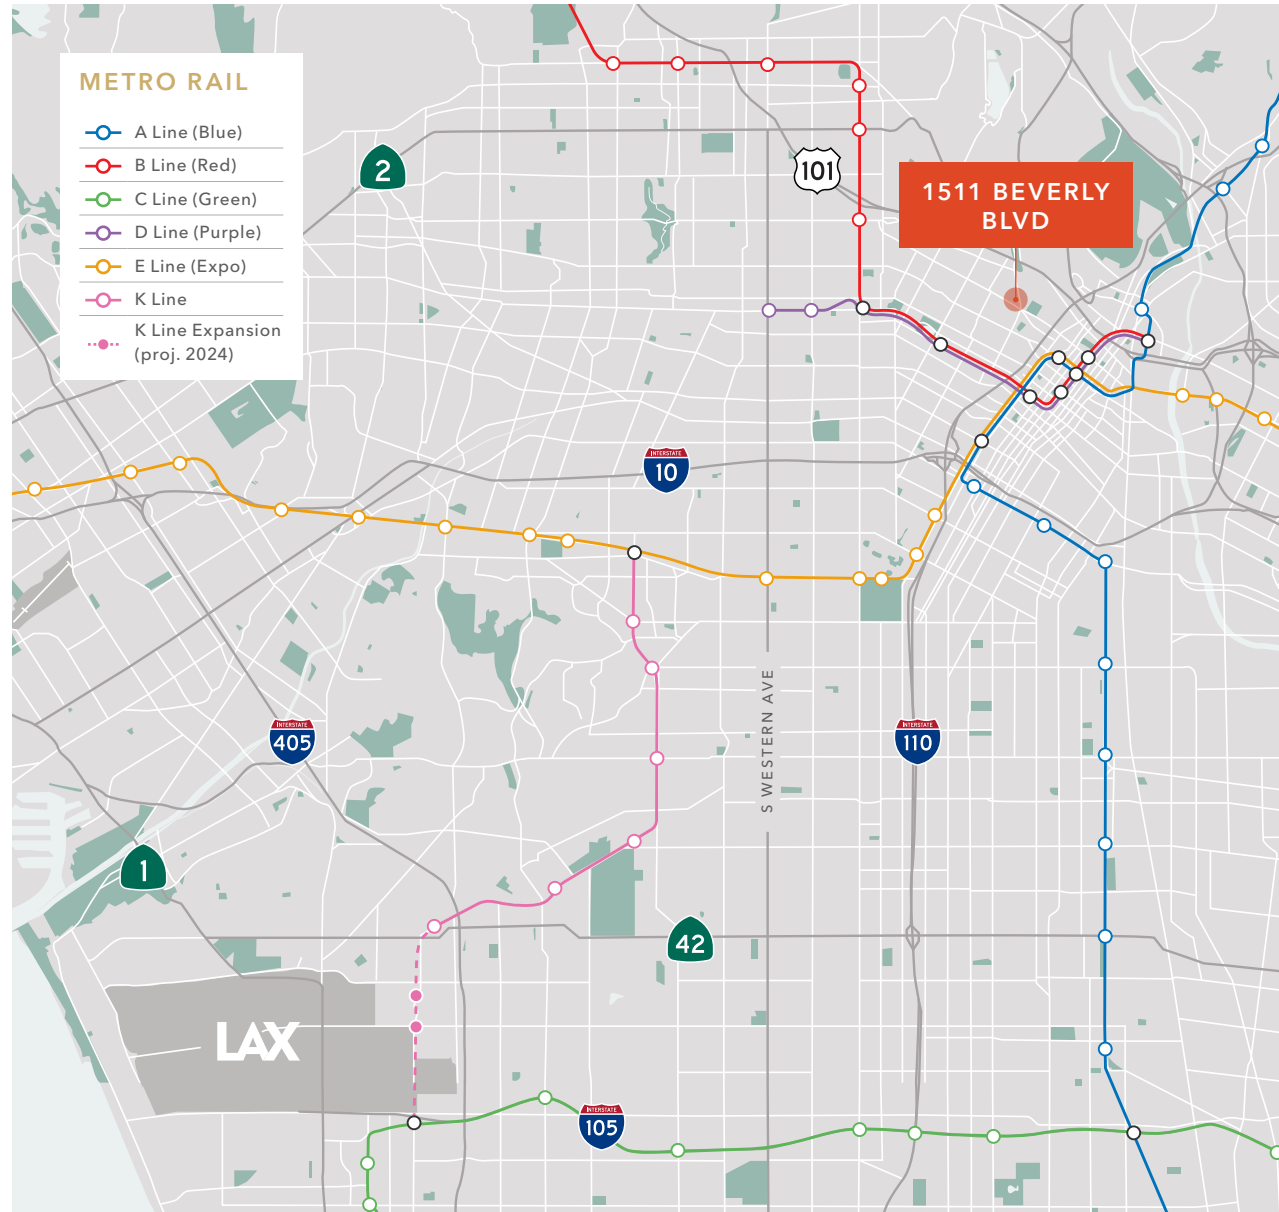 METRO RAIL
A Line (Blue)
B Line (Red)
C Line (Green)
D Line (Purple)
E Line (Expo)
K Line
K Line Expansion
(proj. 2024)
2
101
1511 BEVERLY
BLVD
INTERSTATE
10
INTERSTATE
405
S WESTERN AVE
INTERSTATE
110
1
42
LAX
INTERSTATE
105